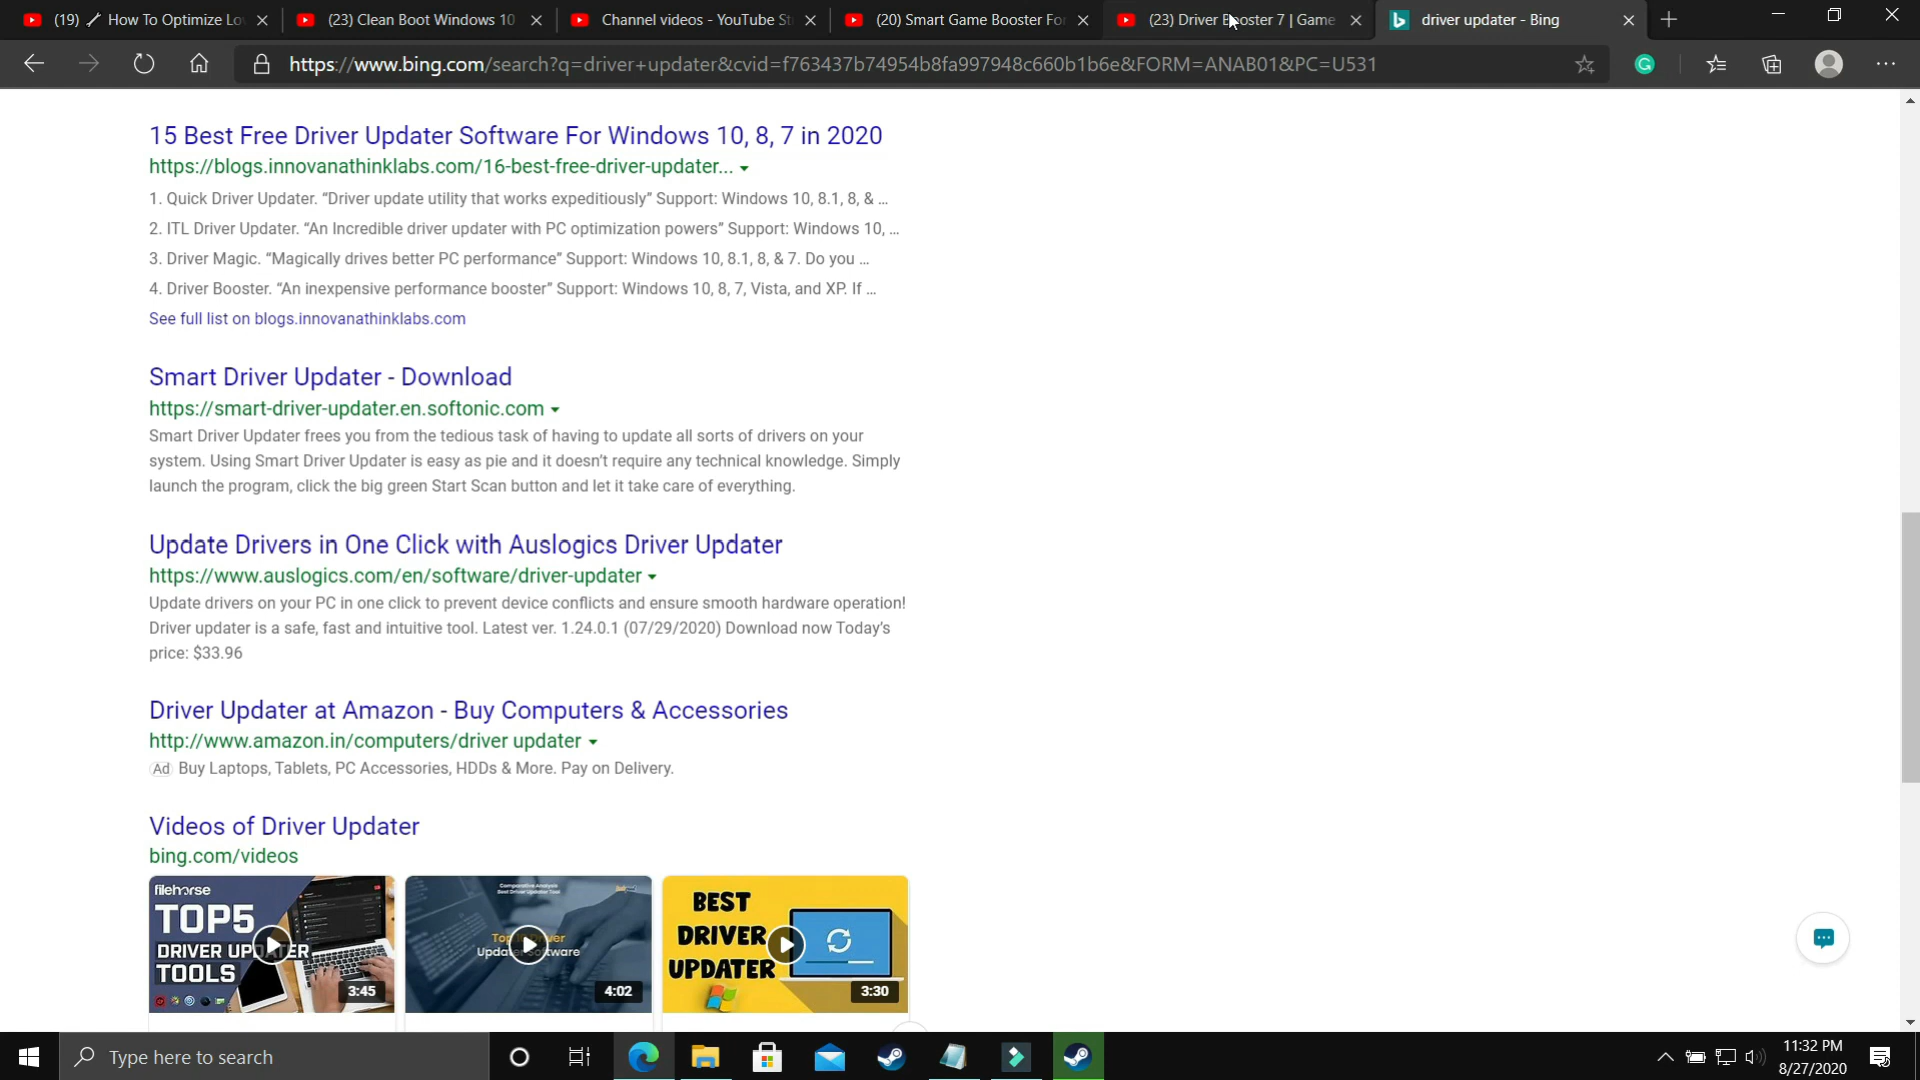 (19) How To Optimize Lo
(23) Clean Boot Windows 10
Channel videos - YouTube St
(20) Smart Game Booster For
(23) Driver Booster 7 | Game
driver updater - Bing
https://www.bing.com/search?q=driver+updater&cvid=f763437b74954b8fa997948c660b1b6e&FORM=ANAB01&PC=U531
15 Best Free Driver Updater Software For Windows 10, 8, 7 in 2020
https://blogs.innovanathinklabs.com/16-best-free-driver-updater...
1. Quick Driver Updater. “Driver update utility that works expeditiously” Support: Windows 10, 8.1, 8, & ...
2. ITL Driver Updater. “An Incredible driver updater with PC optimization powers” Support: Windows 10, ...
3. Driver Magic. “Magically drives better PC performance” Support: Windows 10, 8.1, 8, & 7. Do you ...
4. Driver Booster. “An inexpensive performance booster” Support: Windows 10, 8, 7, Vista, and XP. If ...
See full list on blogs.innovanathinklabs.com
Smart Driver Updater - Download
https://smart-driver-updater.en.softonic.com
Smart Driver Updater frees you from the tedious task of having to update all sorts of drivers on your
system. Using Smart Driver Updater is easy as pie and it doesn’t require any technical knowledge. Simply
launch the program, click the big green Start Scan button and let it take care of everything.
Update Drivers in One Click with Auslogics Driver Updater
https://www.auslogics.com/en/software/driver-updater
Update drivers on your PC in one click to prevent device conflicts and ensure smooth hardware operation!
Driver updater is a safe, fast and intuitive tool. Latest ver. 1.24.0.1 (07/29/2020) Download now Today’s
price: $33.96
Driver Updater at Amazon - Buy Computers & Accessories
http://www.amazon.in/computers/driver updater
Ad Buy Laptops, Tablets, PC Accessories, HDDs & More. Pay on Delivery.
Videos of Driver Updater
bing.com/videos
filehorse
TOP5
DRIVER UPDATER
TOOLS
3:45
Comparative Analysis
Best Driver Updater Tool
Top 10 Driver
Updater Software
4:02
BEST
DRIVER
UPDATER
3:30
Type here to search
11:32 PM
8/27/2020